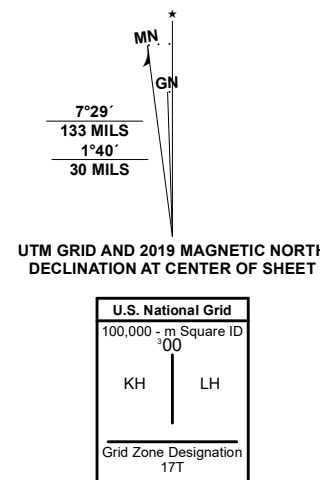 ★
MN
GN
7°29´
133 MILS
1°40´
30 MILS
UTM GRID AND 2019 MAGNETIC NORTH
DECLINATION AT CENTER OF SHEET
U.S. National Grid
100,000 - m Square ID
³00
KH LH
Grid Zone Designation
17T